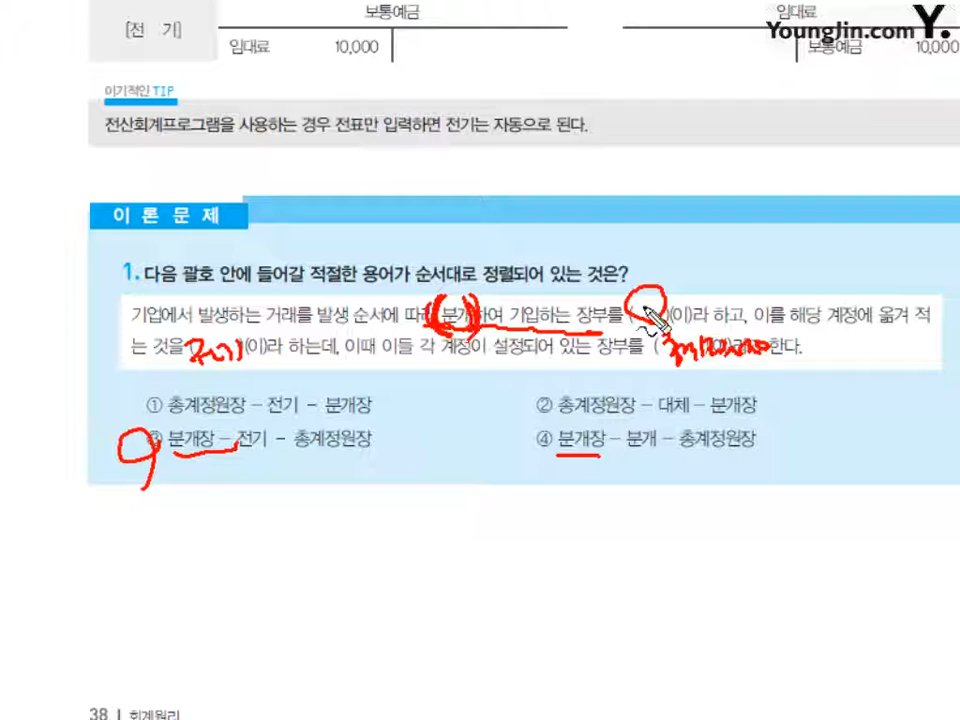 보통예금
임대료
YoungJin.com Y.
[전 기]
임대료 10,000
보통예금 10,000
이기적인 TIP
전산회계프로그램을 사용하는 경우 전표만 입력하면 전기는 자동으로 된다.
이 론 문 제
1. 다음 괄호 안에 들어갈 적절한 용어가 순서대로 정렬되어 있는 것은?
기업에서 발생하는 거래를 발생 순서에 따라 분개하여 기입하는 장부를 ( )(이)라 하고, 이를 해당 계정에 옮겨 적
는 것을 ( 전기 )(이)라 하는데, 이때 이들 각 계정이 설정되어 있는 장부를 ( )(이)라고 한다.
① 총계정원장 – 전기 – 분개장
② 총계정원장 – 대체 – 분개장
③ 분개장 – 전기 – 총계정원장
④ 분개장 – 분개 – 총계정원장
38 | 회계원리